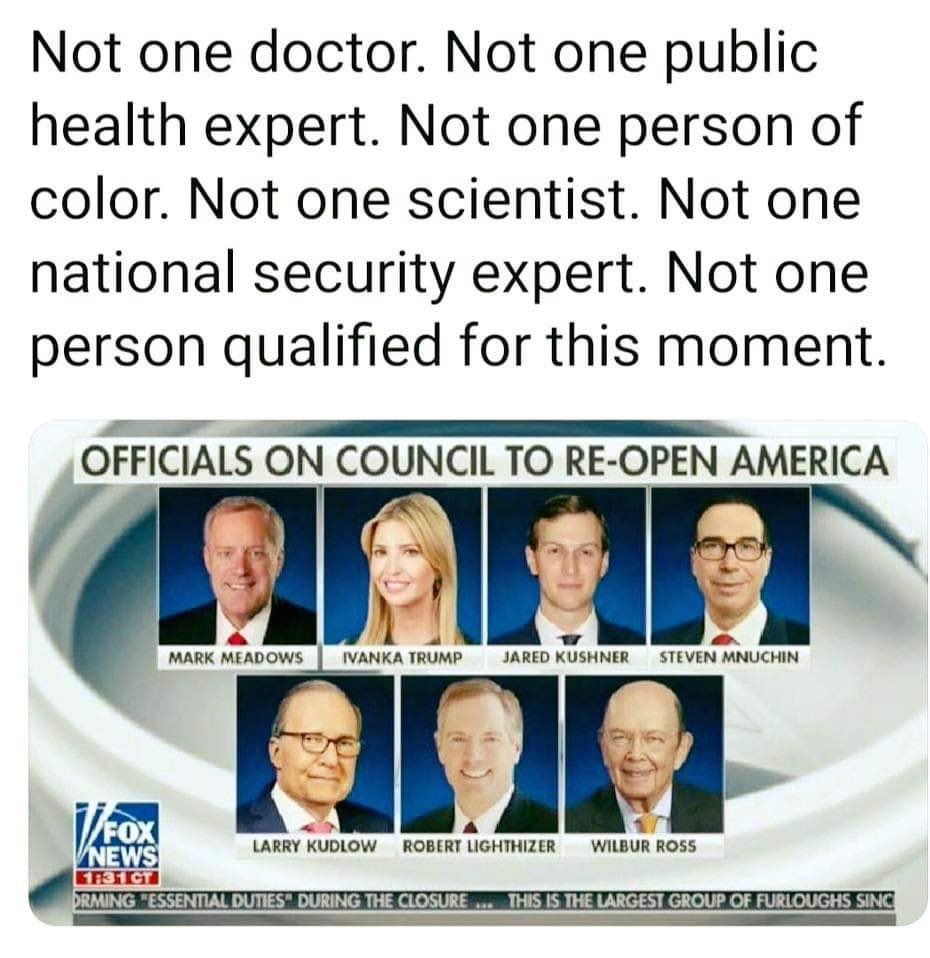 Not one doctor. Not one public
health expert. Not one person of
color. Not one scientist. Not one
national security expert. Not one
person qualified for this moment.
OFFICIALS ON COUNCIL TO RE-OPEN AMERICA
MARK MEADOWS IVANKA TRUMP JARED KUSHNER STEVEN MNUCHIN
LARRY KUDLOW ROBERT LIGHTHIZER WILBUR ROSS
FOX
NEWS
1:31 CT
RMING "ESSENTIAL DUTIES" DURING THE CLOSURE ... THIS IS THE LARGEST GROUP OF FURLOUGHS SINC